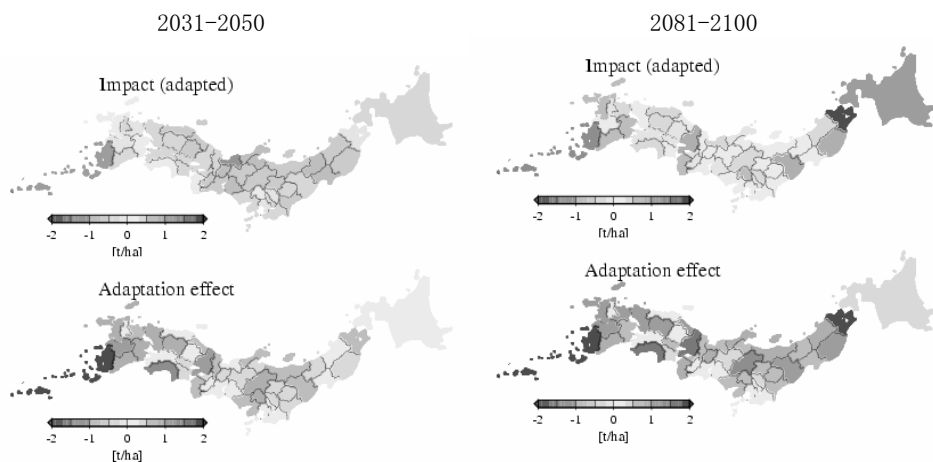 2031-2050
2081-2100
Impact (adapted)
-2 -1 0 1 2
[t/ha]
Impact (adapted)
-2 -1 0 1 2
[t/ha]
Adaptation effect
-2 -1 0 1 2
[t/ha]
Adaptation effect
-2 -1 0 1 2
[t/ha]